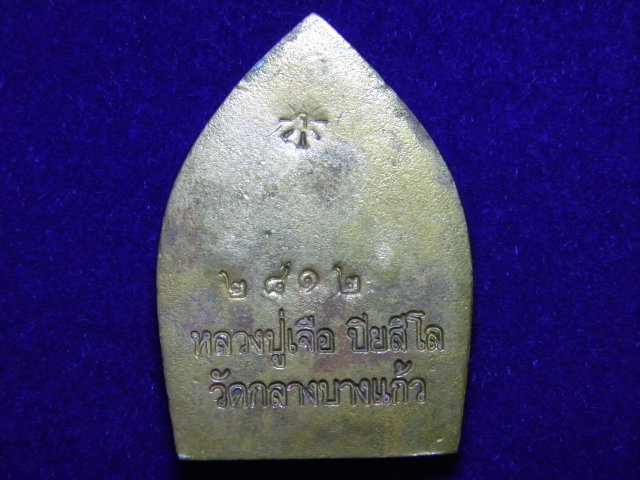 ๒๘๑๒
หลวงปู่เจือ ปิยสีโล
วัดกลางบางแก้ว